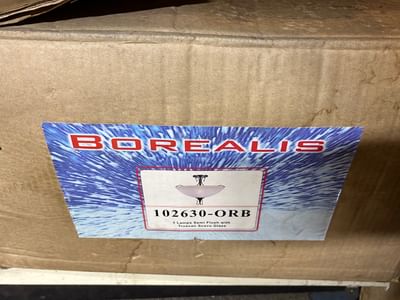 BOREALIS
102630-ORB
3 Lamps Semi Flush with
Tuscan Scavo Glass